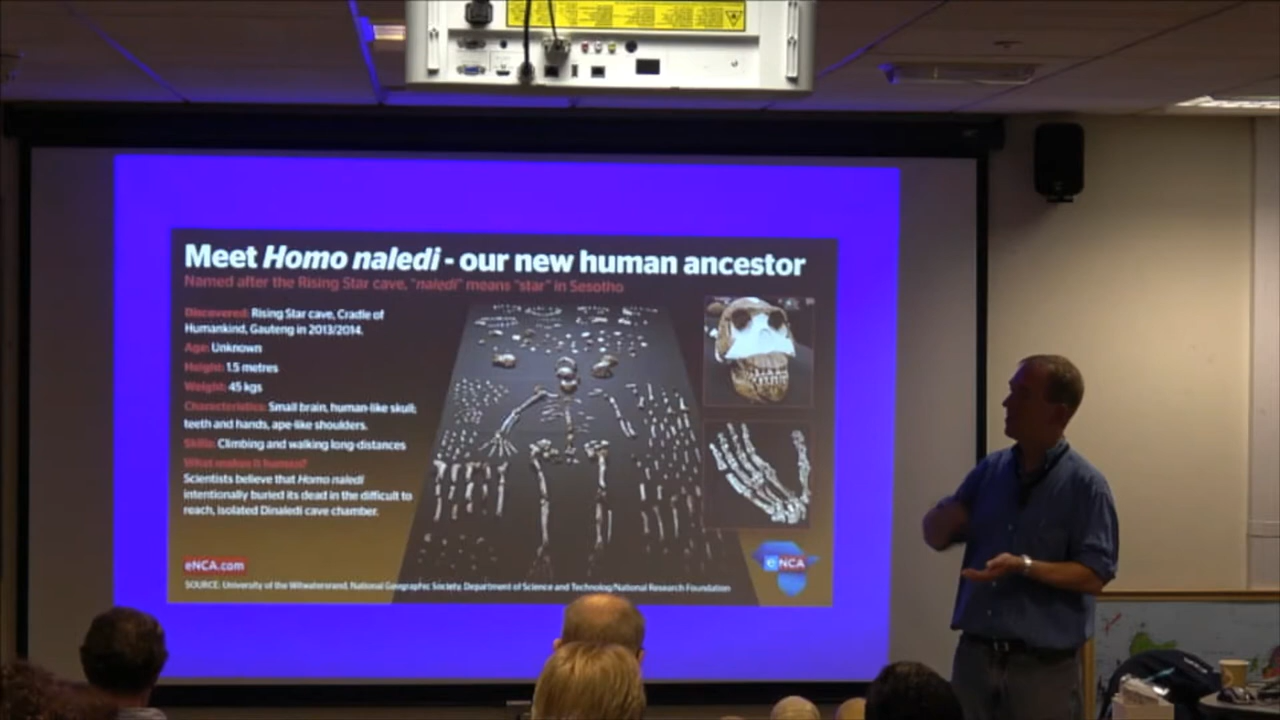 Meet Homo naledi - our new human ancestor
Named after the Rising Star cave, "naledi" means "star" in Sesotho
Discovered: Rising Star cave, Cradle of
Humankind, Gauteng in 2013/2014.
Age: Unknown
Height: 1.5 metres
Weight: 45 kgs
Characteristics: Small brain, human-like skull;
teeth and hands, ape-like shoulders.
Skills: Climbing and walking long-distances
What makes it human?
Scientists believe that Homo naledi
intentionally buried its dead in the difficult to
reach, isolated Dinaledi cave chamber.
eNCA.com
eNCA
SOURCE: University of the Witwatersrand, National Geographic Society, Department of Science and Technolog/National Research Foundation